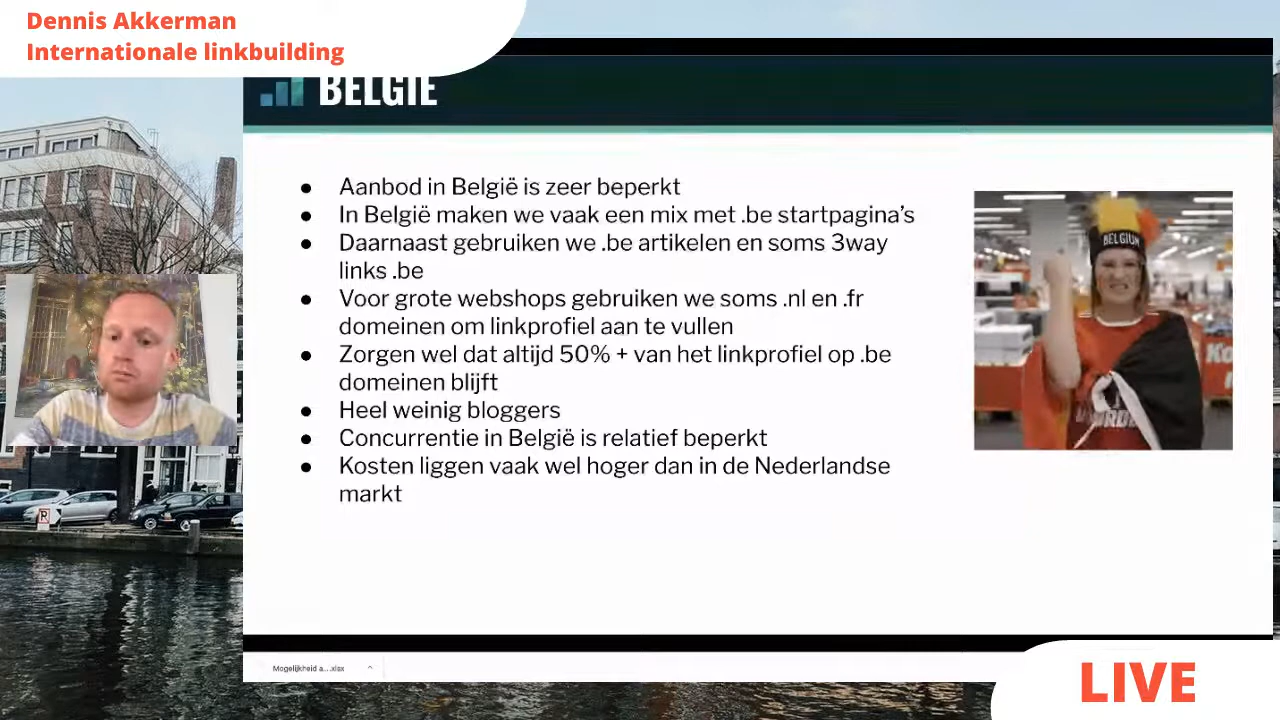 Dennis Akkerman
Internationale linkbuilding
BELGIE
● Aanbod in België is zeer beperkt
● In België maken we vaak een mix met .be startpagina's
● Daarnaast gebruiken we .be artikelen en soms 3way
links .be
● Voor grote webshops gebruiken we soms .nl en .fr
domeinen om linkprofiel aan te vullen
● Zorgen wel dat altijd 50% + van het linkprofiel op .be
domeinen blijft
● Heel weinig bloggers
● Concurrentie in België is relatief beperkt
● Kosten liggen vaak wel hoger dan in de Nederlandse
markt
BELGIUM
Mogelijkheid a....xlsx
LIVE